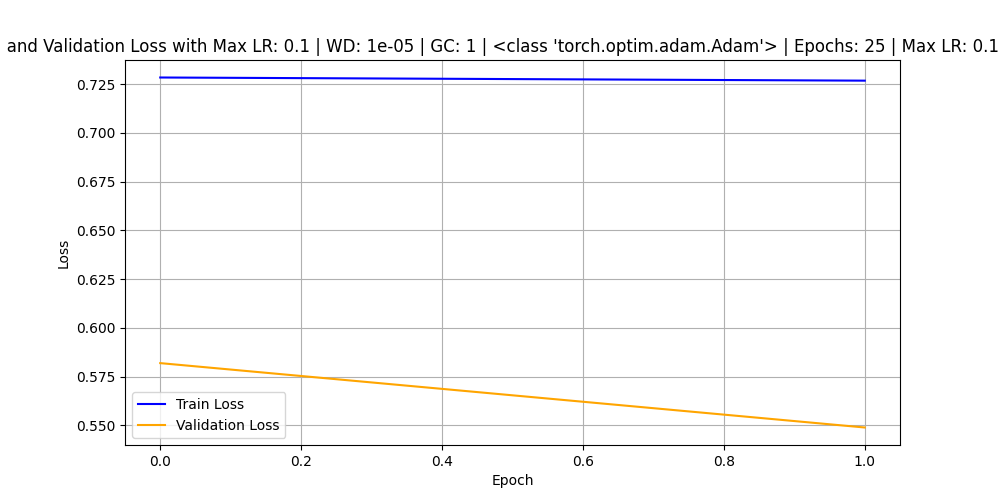 and Validation Loss with Max LR: 0.1 | WD: 1e-05 | GC: 1 | <class 'torch.optim.adam.Adam'> | Epochs: 25 | Max LR: 0.1
0.725
0.700
0.675
0.650
0.625
0.600
0.575
0.550
Loss
Train Loss
Validation Loss
0.0 0.2 0.4 0.6 0.8 1.0
Epoch